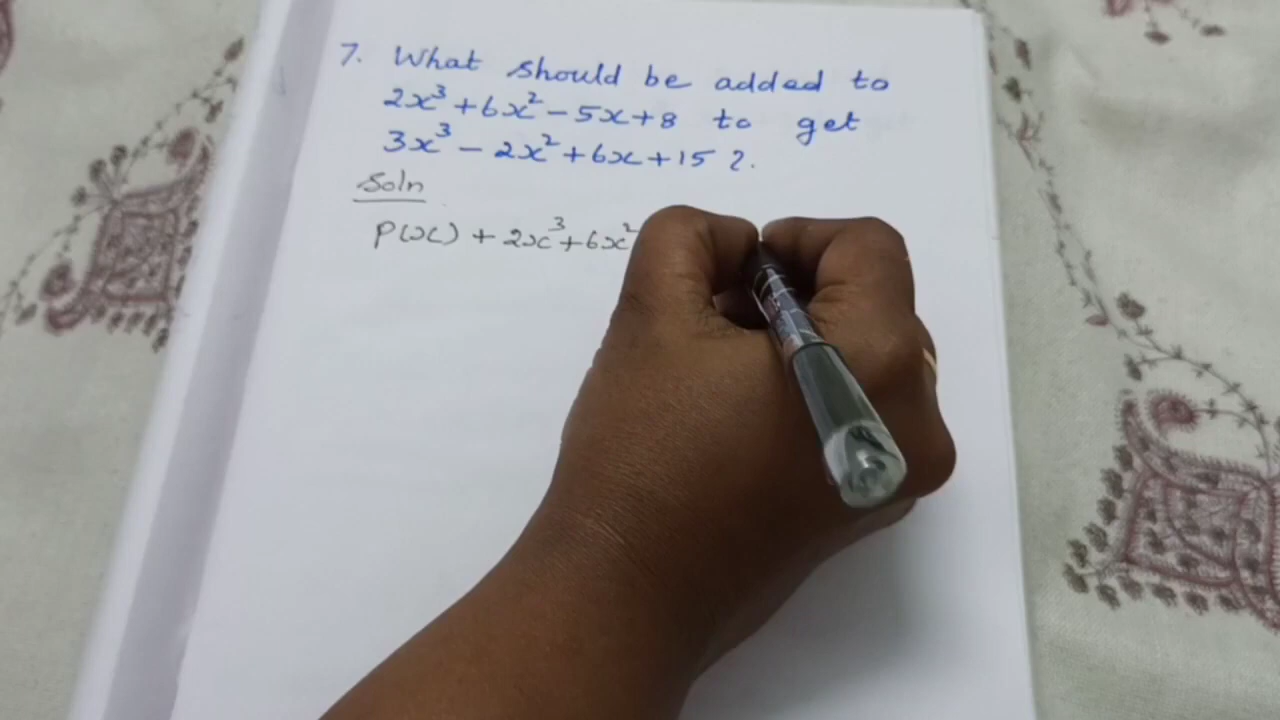 7. What should be added to
2x³ + 6x² - 5x + 8 to get
3x³ - 2x² + 6x + 15 ?.
Soln
P(x) + 2x³ + 6x²